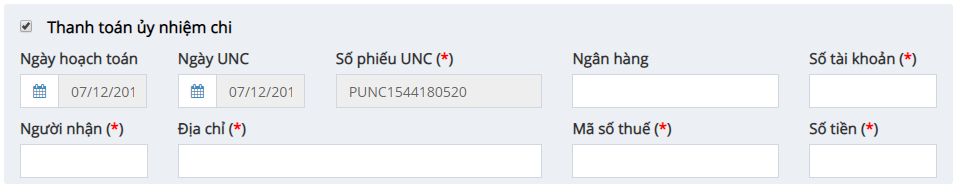 Thanh toán ủy nhiệm chi
Ngày hoạch toán Ngày UNC Số phiếu UNC (*) Ngân hàng Số tài khoản (*)
07/12/201 07/12/201 PUNC1544180520
Người nhận (*) Địa chỉ (*) Mã số thuế (*) Số tiền (*)